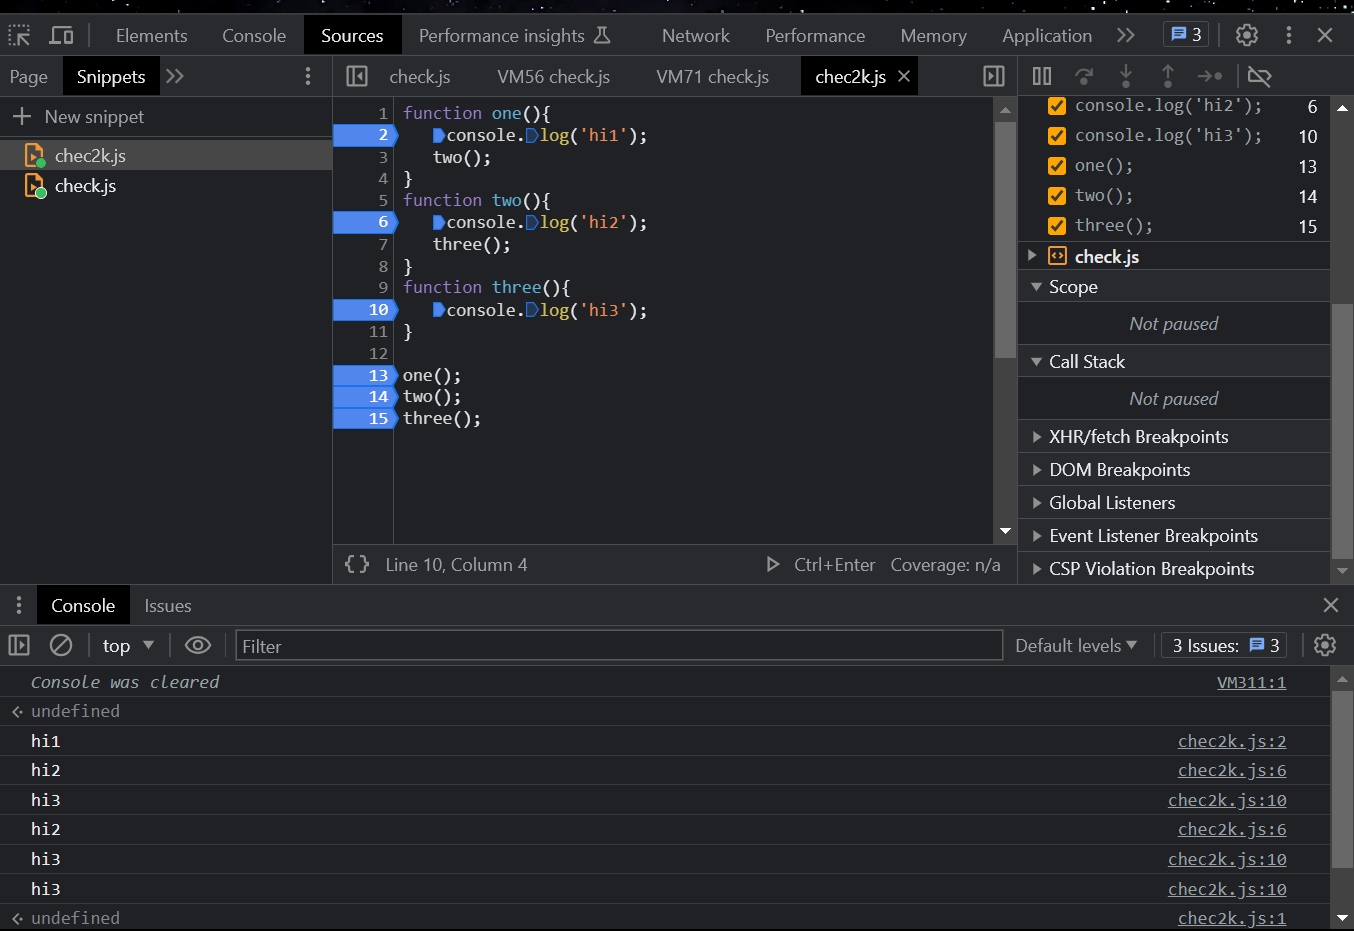 Elements Console Sources Performance insights Network Performance Memory Application 3
Page Snippets
check.js VM56 check.js VM71 check.js chec2k.js
New snippet
chec2k.js
check.js
1 function one(){
2 console.log('hi1');
3 two();
4 }
5 function two(){
6 console.log('hi2');
7 three();
8 }
9 function three(){
10 console.log('hi3');
11 }
12
13 one();
14 two();
15 three();
{} Line 10, Column 4 Ctrl+Enter Coverage: n/a
console.log('hi2'); 6
console.log('hi3'); 10
one(); 13
two(); 14
three(); 15
check.js
Scope
Not paused
Call Stack
Not paused
XHR/fetch Breakpoints
DOM Breakpoints
Global Listeners
Event Listener Breakpoints
CSP Violation Breakpoints
Console Issues
top Filter Default levels 3 Issues: 3
Console was cleared VM311:1
undefined
hi1 chec2k.js:2
hi2 chec2k.js:6
hi3 chec2k.js:10
hi2 chec2k.js:6
hi3 chec2k.js:10
hi3 chec2k.js:10
undefined chec2k.js:1